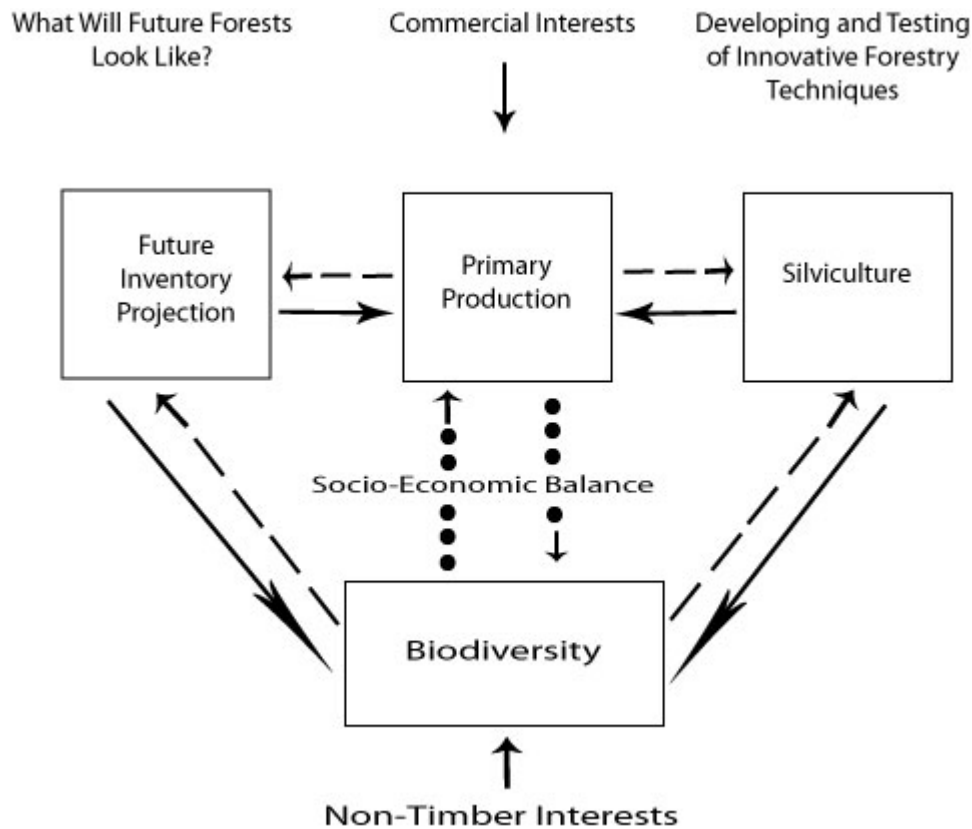 What Will Future Forests
Look Like?
Commercial Interests
Developing and Testing
of Innovative Forestry
Techniques
Future
Inventory
Projection
Primary
Production
Silviculture
Socio-Economic Balance
Biodiversity
Non-Timber Interests